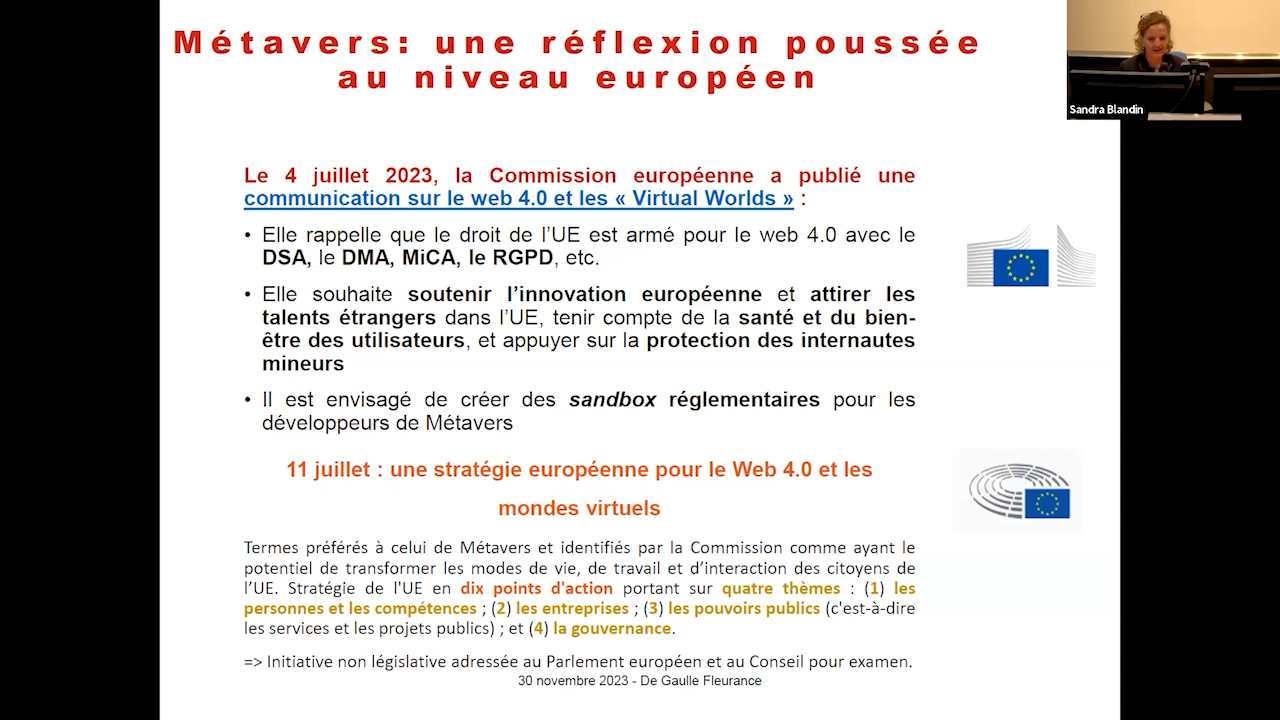 Métavers: une réflexion poussée
au niveau européen
Sandra Blandin
Le 4 juillet 2023, la Commission européenne a publié une
communication sur le web 4.0 et les « Virtual Worlds » :
• Elle rappelle que le droit de l’UE est armé pour le web 4.0 avec le
DSA, le DMA, MiCA, le RGPD, etc.
• Elle souhaite soutenir l’innovation européenne et attirer les
talents étrangers dans l’UE, tenir compte de la santé et du bien-
être des utilisateurs, et appuyer sur la protection des internautes
mineurs
• Il est envisagé de créer des sandbox réglementaires pour les
développeurs de Métavers
11 juillet : une stratégie européenne pour le Web 4.0 et les
mondes virtuels
Termes préférés à celui de Métavers et identifiés par la Commission comme ayant le
potentiel de transformer les modes de vie, de travail et d’interaction des citoyens de
l’UE. Stratégie de l'UE en dix points d'action portant sur quatre thèmes : (1) les
personnes et les compétences ; (2) les entreprises ; (3) les pouvoirs publics (c'est-à-dire
les services et les projets publics) ; et (4) la gouvernance.
=> Initiative non législative adressée au Parlement européen et au Conseil pour examen.
30 novembre 2023 - De Gaulle Fleurance